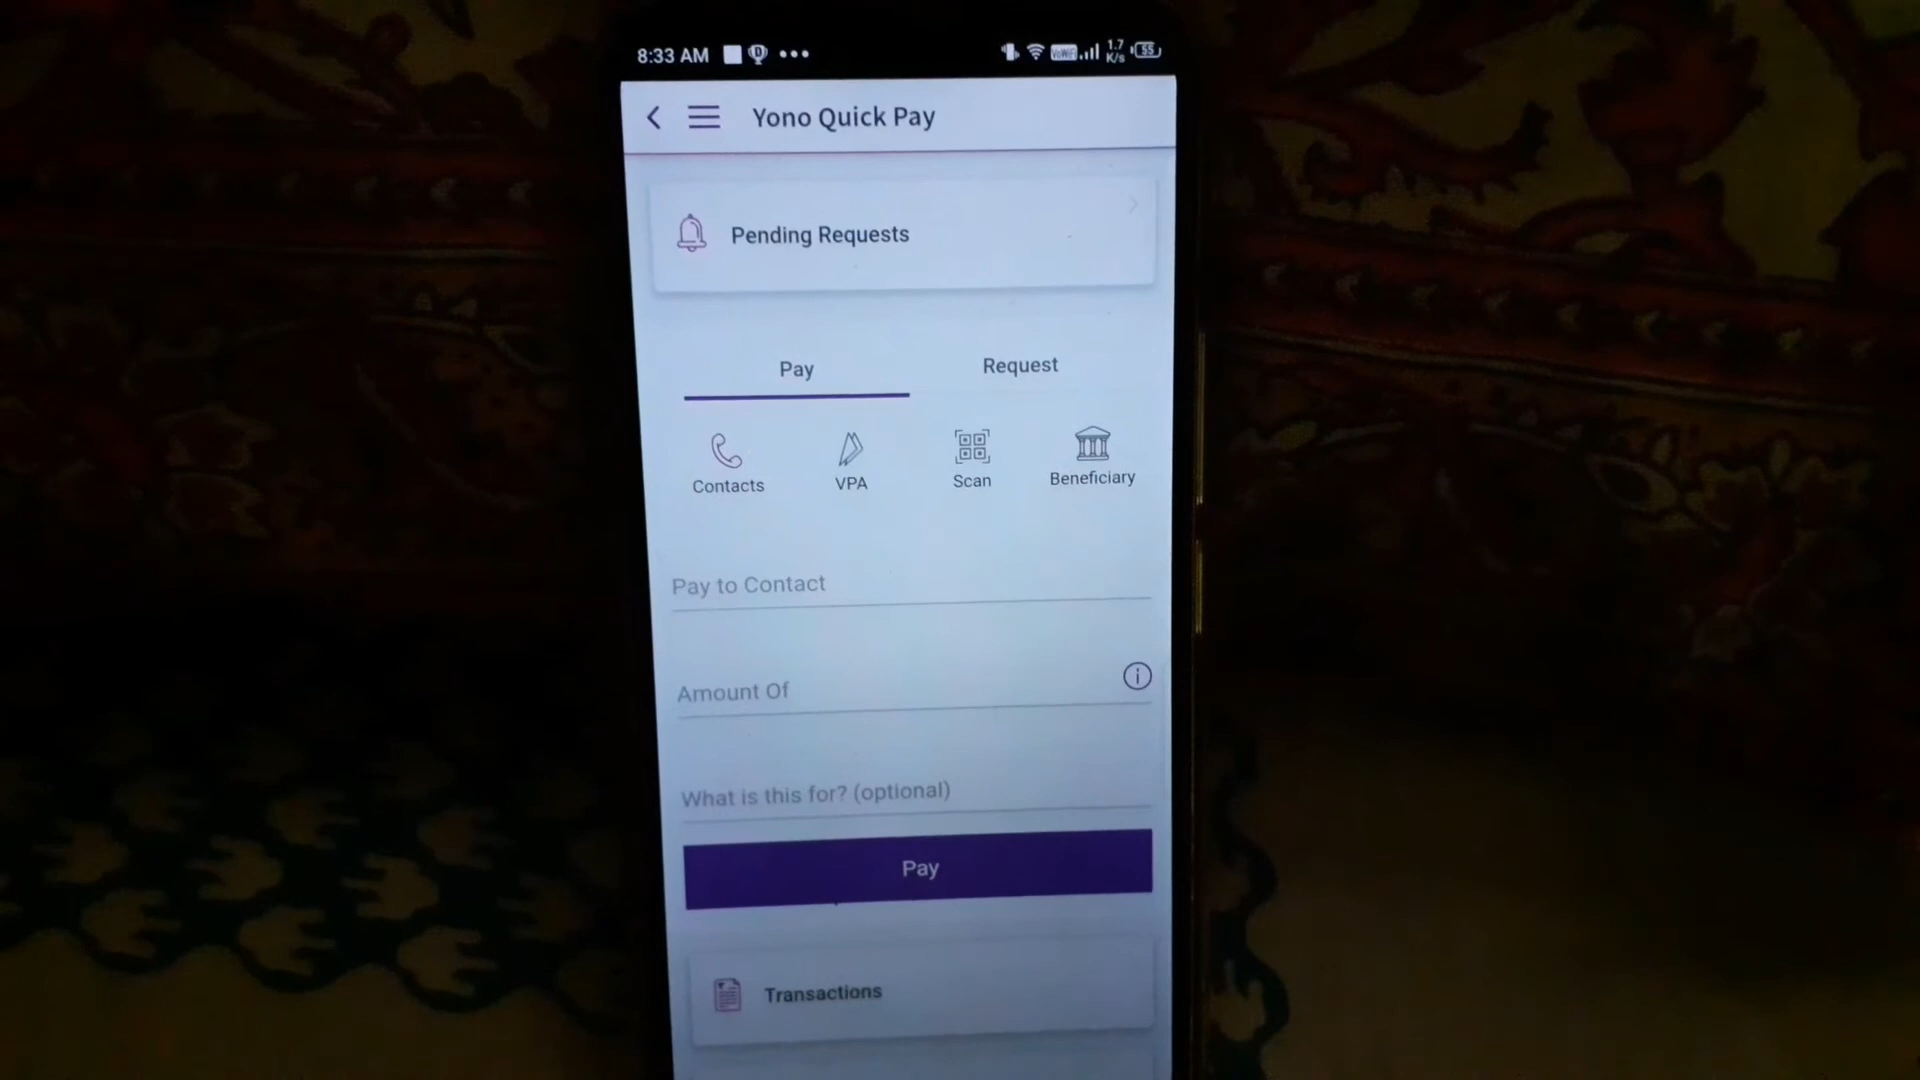 8:33 AM
VoWiFi
1.7
K/s
55
Yono Quick Pay
Pending Requests
Pay
Request
Contacts
VPA
Scan
Beneficiary
Pay to Contact
Amount Of
What is this for? (optional)
Pay
Transactions